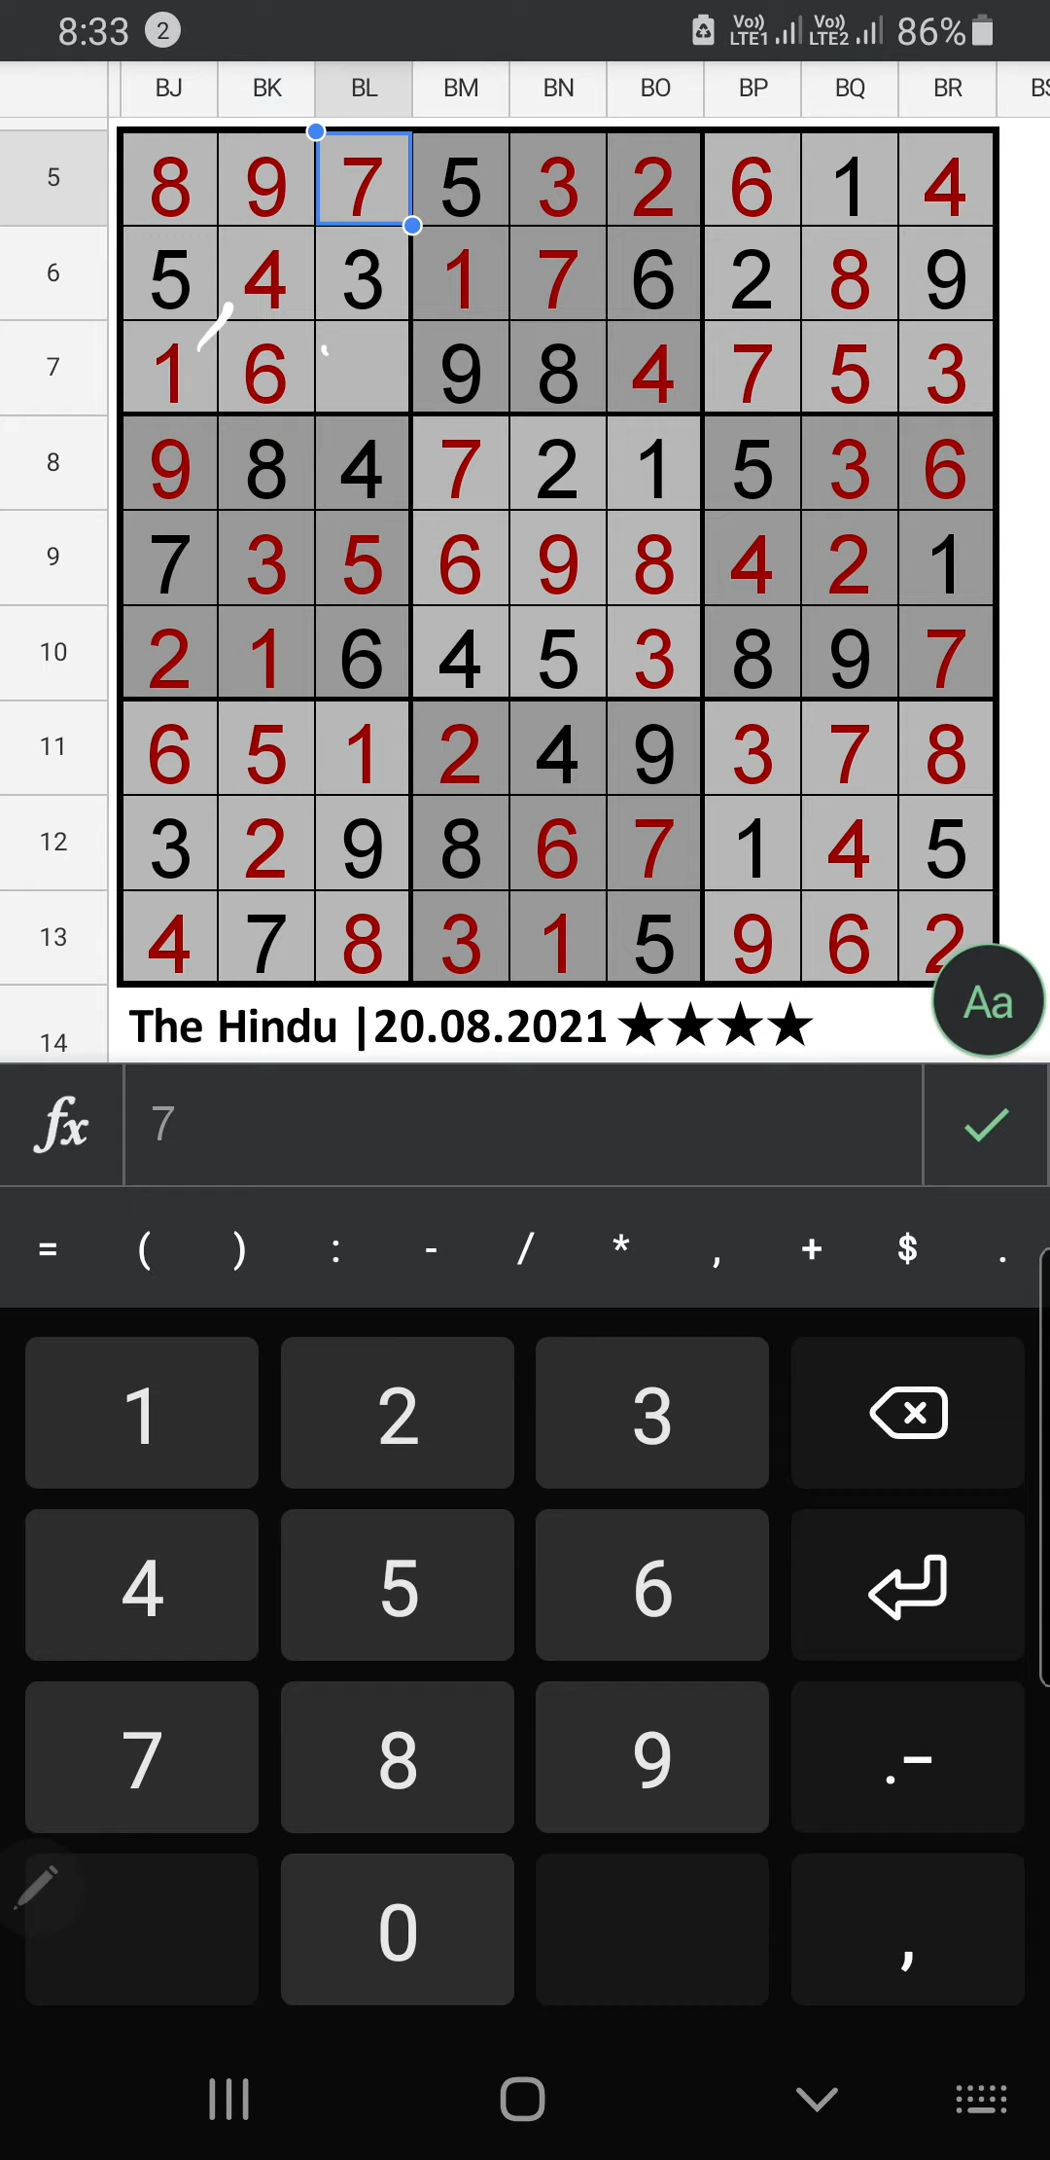 8:33 2 Vo)) LTE1 Vo)) LTE2 86%
BJ BK BL BM BN BO BP BQ BR BS
5 8 9 7 5 3 2 6 1 4
6 5 4 3 1 7 6 2 8 9
7 1 6 9 8 4 7 5 3
8 9 8 4 7 2 1 5 3 6
9 7 3 5 6 9 8 4 2 1
10 2 1 6 4 5 3 8 9 7
11 6 5 1 2 4 9 3 7 8
12 3 2 9 8 6 7 1 4 5
13 4 7 8 3 1 5 9 6 2
Aa
14 The Hindu |20.08.2021 ★★★★
fx 7
= ( ) : - / * , + $ .
1 2 3
4 5 6
7 8 9 .-
0 ,